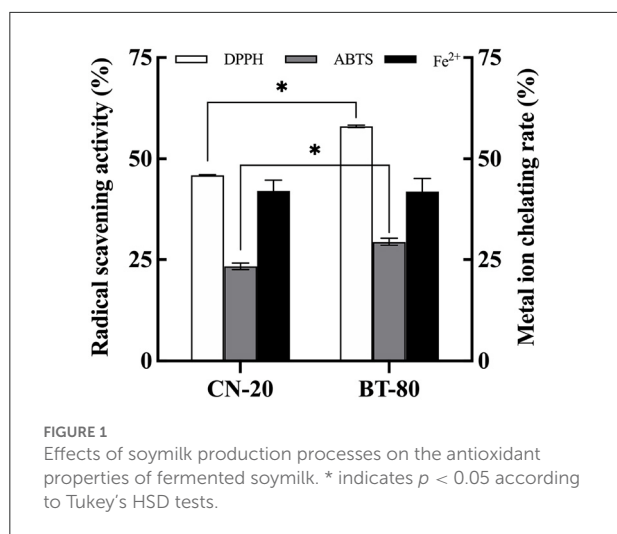 DPPH ABTS Fe²⁺
Radical scavening activity (%)
75
50
25
0
*
*
75
50
25
0
Metal ion chelating rate (%)
CN-20 BT-80
FIGURE 1
Effects of soymilk production processes on the antioxidant
properties of fermented soymilk. * indicates p < 0.05 according
to Tukey's HSD tests.